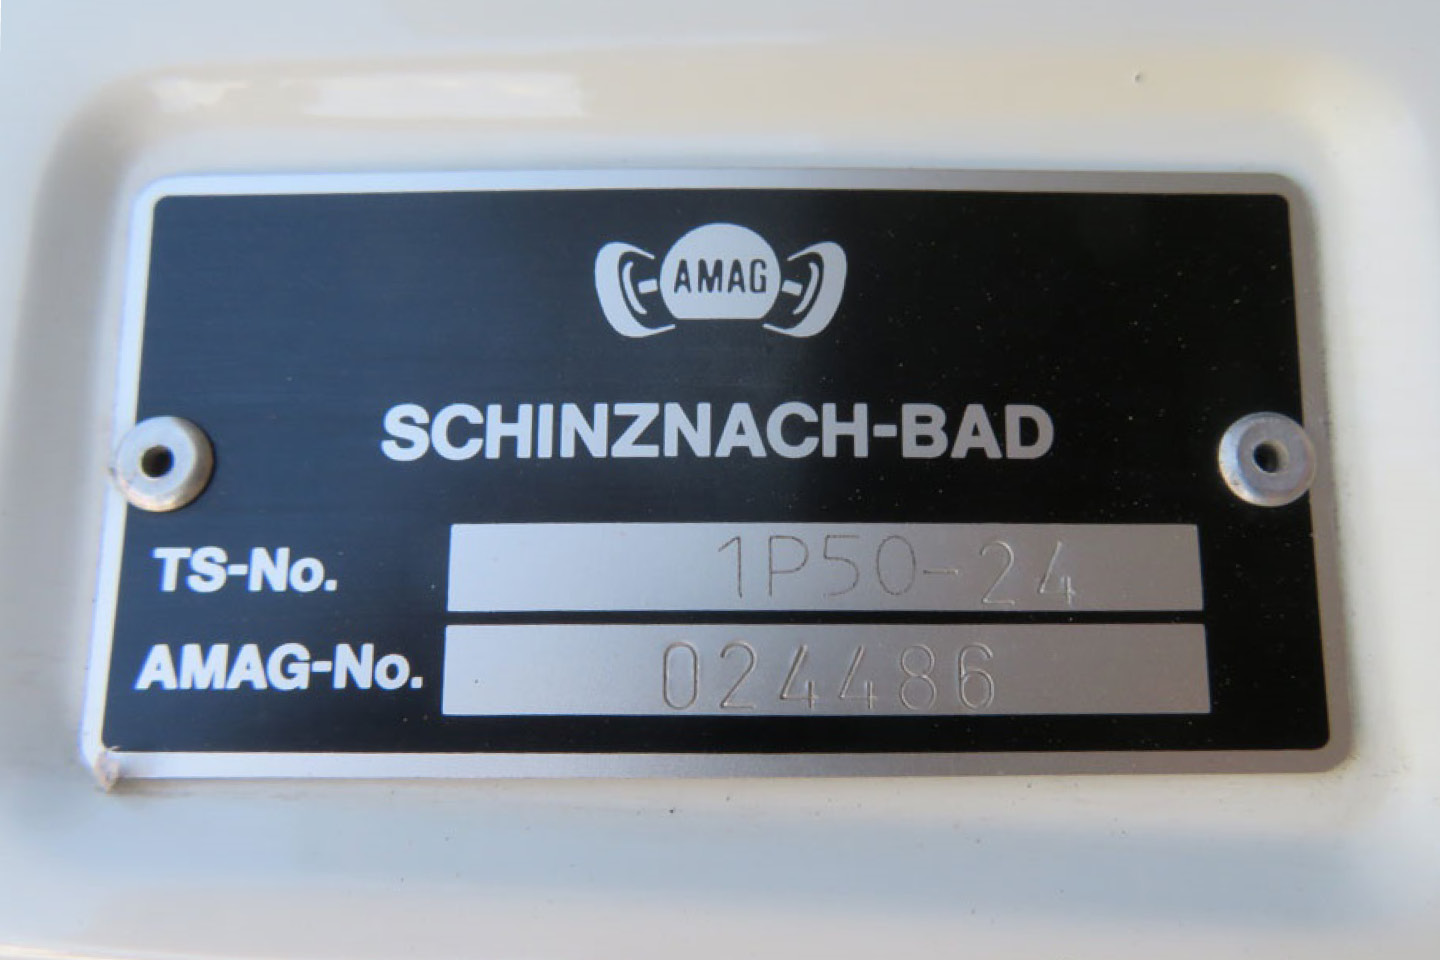 AMAG
SCHINZNACH-BAD
TS-No. 1P50-24
AMAG-No. 024486